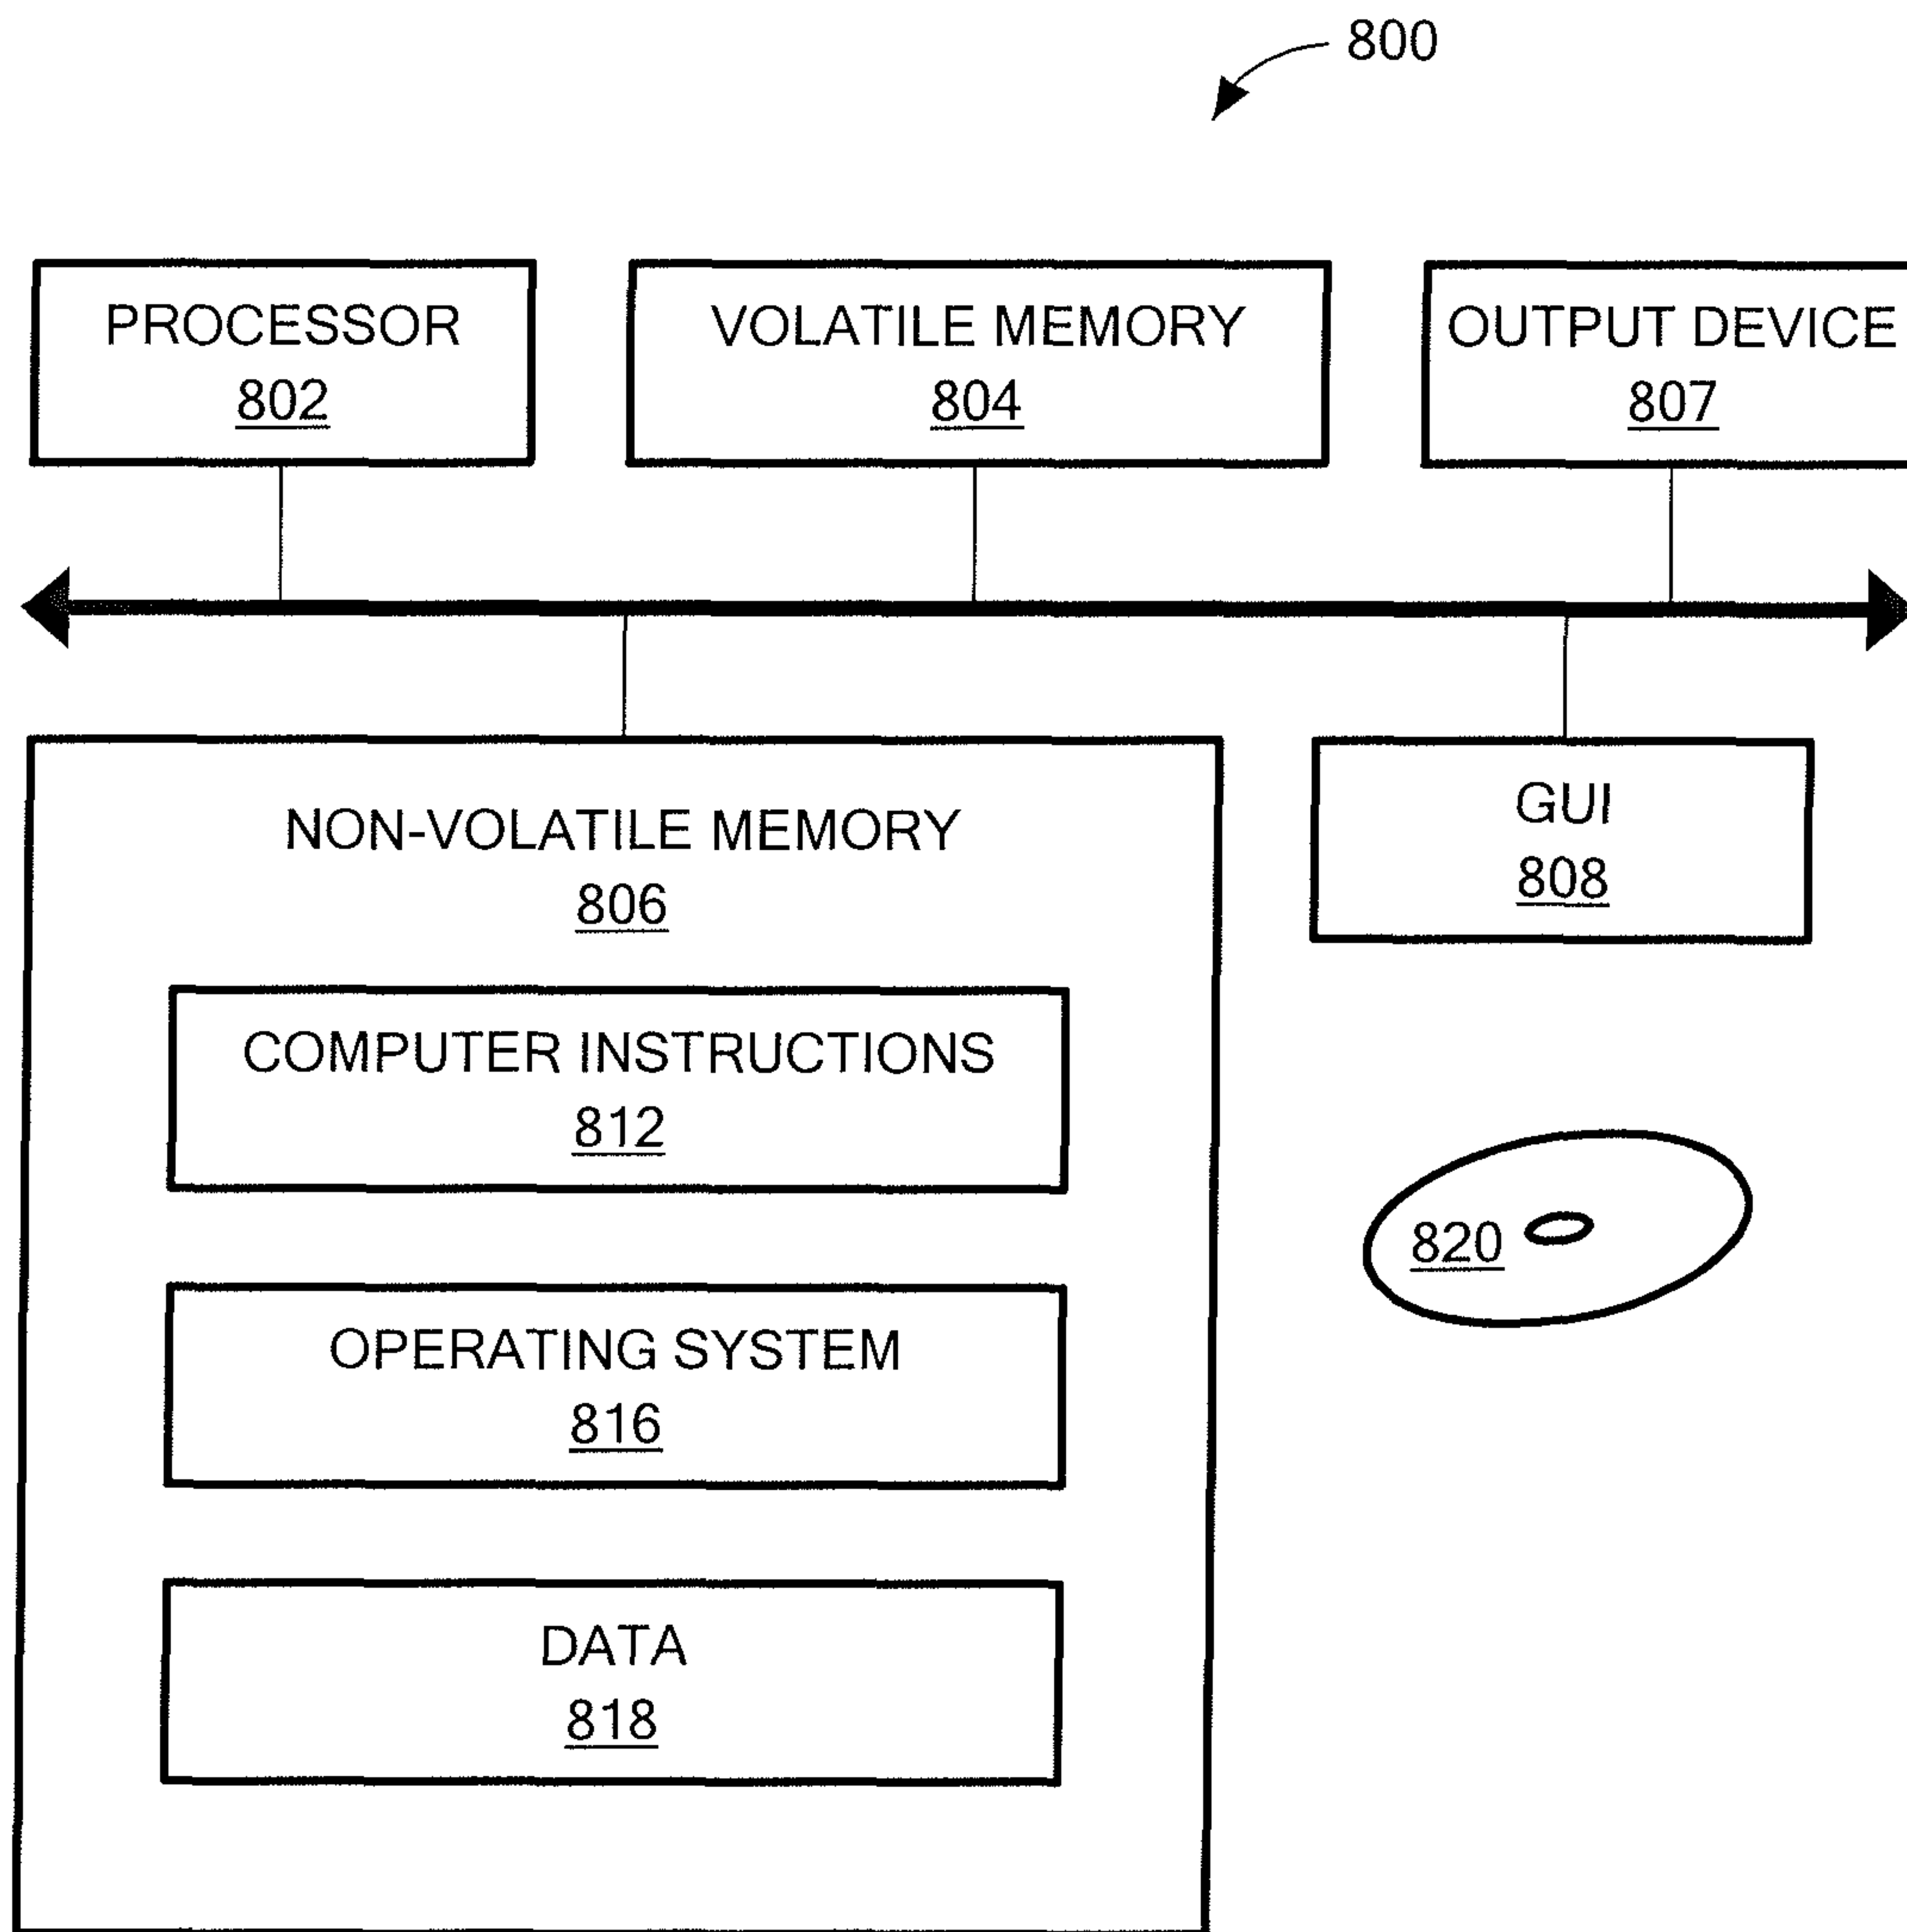 800
PROCESSOR
802
VOLATILE MEMORY
804
OUTPUT DEVICE
807
NON-VOLATILE MEMORY
806
GUI
808
COMPUTER INSTRUCTIONS
812
820
OPERATING SYSTEM
816
DATA
818